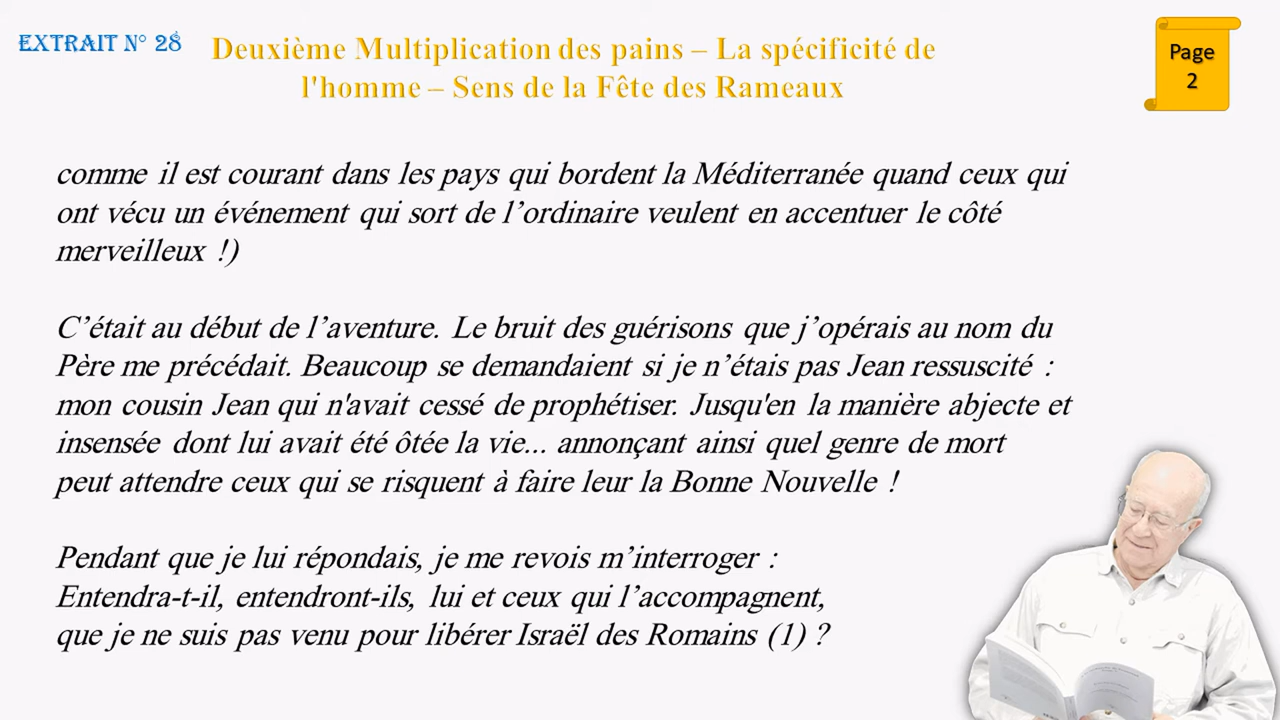 EXTRAIT N° 28
Deuxième Multiplication des pains – La spécificité de
l'homme – Sens de la Fête des Rameaux
Page
2
comme il est courant dans les pays qui bordent la Méditerranée quand ceux qui
ont vécu un événement qui sort de l’ordinaire veulent en accentuer le côté
merveilleux !)
C’était au début de l’aventure. Le bruit des guérisons que j’opérais au nom du
Père me précédait. Beaucoup se demandaient si je n’étais pas Jean ressuscité :
mon cousin Jean qui n'avait cessé de prophétiser. Jusqu'en la manière abjecte et
insensée dont lui avait été ôtée la vie... annonçant ainsi quel genre de mort
peut attendre ceux qui se risquent à faire leur la Bonne Nouvelle !
Pendant que je lui répondais, je me revois m’interroger :
Entendra-t-il, entendront-ils, lui et ceux qui l’accompagnent,
que je ne suis pas venu pour libérer Israël des Romains (1) ?